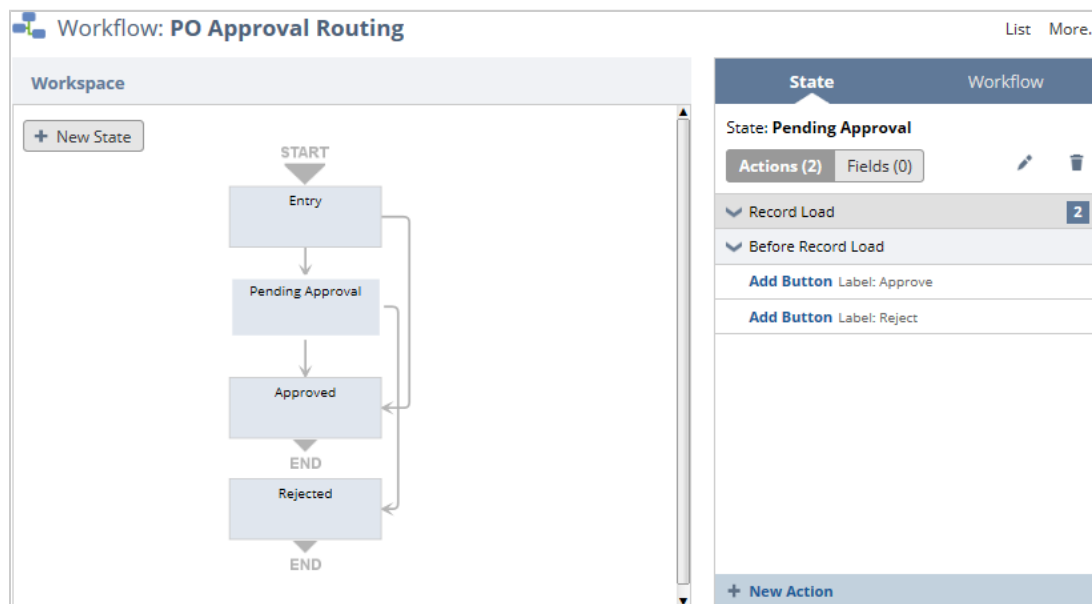 Workflow: PO Approval Routing
List More.
Workspace
State Workflow
+ New State
State: Pending Approval
Actions (2) Fields (0)
START
Entry
Record Load 2
Before Record Load
Pending Approval
Add Button Label: Approve
Add Button Label: Reject
Approved
END
Rejected
END
+ New Action